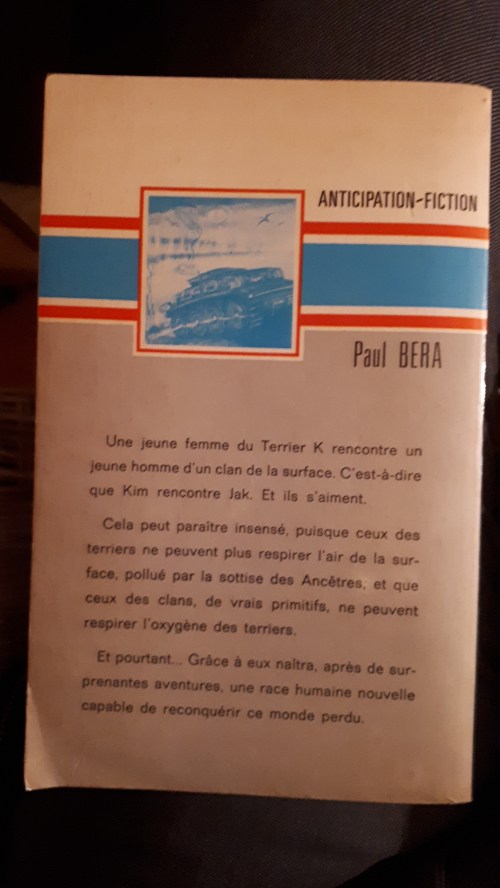 ANTICIPATION-FICTION
Paul BERA
Une jeune femme du Terrier K rencontre un
jeune homme d'un clan de la surface. C'est-à-dire
que Kim rencontre Jak. Et ils s'aiment.
Cela peut paraître insensé, puisque ceux des
terriers ne peuvent plus respirer l'air de la sur-
face, pollué par la sottise des Ancêtres, et que
ceux des clans, de vrais primitifs, ne peuvent
respirer l'oxygène des terriers.
Et pourtant... Grâce à eux naîtra, après de sur-
prenantes aventures, une race humaine nouvelle
capable de reconquérir ce monde perdu.